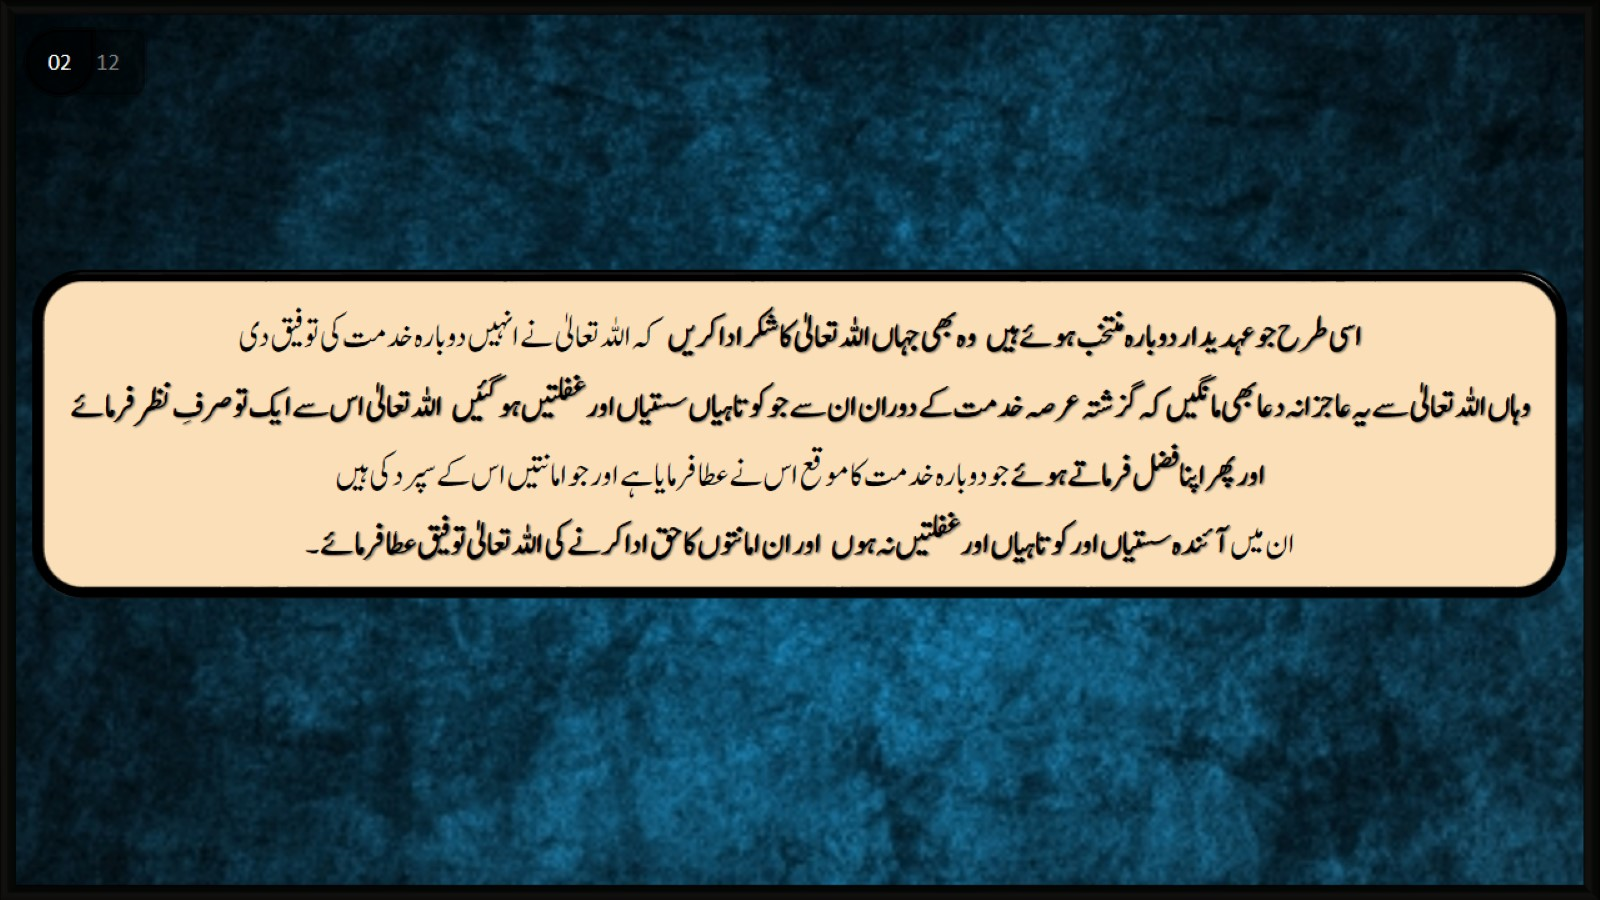 02 12
اسی طرح جو عہدیدار دوبارہ منتخب ہوئے ہیں وہ بھی جہاں اللہ تعالیٰ کا شکر ادا کریں کہ اللہ تعالیٰ نے انہیں دوبارہ خدمت کی توفیق دی
وہاں اللہ تعالیٰ سے یہ عاجزانہ دعا بھی مانگیں کہ گزشتہ عرصہ خدمت کے دوران ان سے جو کوتاہیاں سستیاں اور غفلتیں ہو گئیں اللہ تعالیٰ اس سے ایک تو صرفِ نظر فرمائے
اور پھر اپنا فضل فرماتے ہوئے جو دوبارہ خدمت کا موقع اس نے عطا فرمایا ہے اور جو امانتیں اس کے سپرد کی ہیں
ان میں آئندہ سستیاں اور کوتاہیاں اور غفلتیں نہ ہوں اور ان امانتوں کا حق ادا کرنے کی اللہ تعالیٰ توفیق عطا فرمائے۔